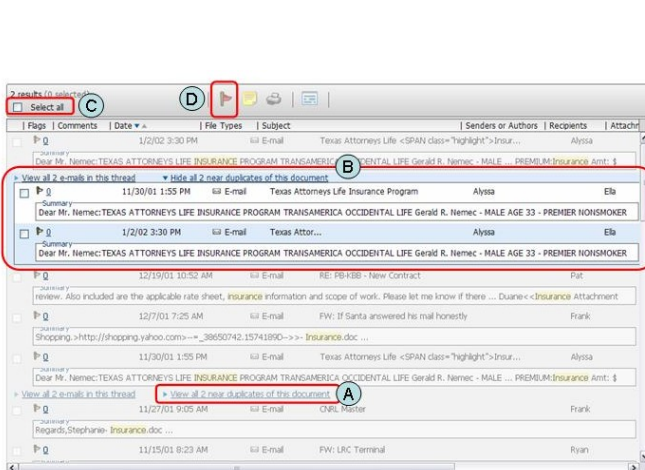 2 results (0 selected)
D
Select all
C
Flags | Comments | Date | File Types | Subject | Senders or Authors | Recipients | Attachm
0 1/2/02 3:30 PM E-mail Texas Attorneys Life <SPAN class="highlight">Insur... Alyssa
Summary
Dear Mr. Nemec:TEXAS ATTORNEYS LIFE INSURANCE PROGRAM TRANSAMERICA OCCIDENTAL LIFE Gerald R. Nemec - MALE ... PREMIUM:Insurance Amt: $
B
View all 2 e-mails in this thread Hide all 2 near duplicates of this document
0 11/30/01 1:55 PM E-mail Texas Attorneys Life Insurance Program Alyssa Ella
Summary
Dear Mr. Nemec:TEXAS ATTORNEYS LIFE INSURANCE PROGRAM TRANSAMERICA OCCIDENTAL LIFE Gerald R. Nemec - MALE AGE 33 - PREMIER NONSMOKER
0 1/2/02 3:30 PM E-mail Texas Attor... Alyssa Ella
Summary
Dear Mr. Nemec:TEXAS ATTORNEYS LIFE INSURANCE PROGRAM TRANSAMERICA OCCIDENTAL LIFE Gerald R. Nemec - MALE AGE 33 - PREMIER NONSMOKER
0 12/19/01 10:52 AM E-mail RE: PB-KBB - New Contract Pat
Summary
review. Also included are the applicable rate sheet, insurance information and scope of work. Please let me know if there ... Duane<<Insurance Attachment
0 12/7/01 7:25 AM E-mail FW: If Santa answered his mail honestly Frank
Summary
Shopping.>http://shopping.yahoo.com>--=_38650742.1574189D-->>- Insurance.doc ...
0 11/30/01 1:55 PM E-mail Texas Attorneys Life <SPAN class="highlight">Insur... Alyssa
Summary
Dear Mr. Nemec:TEXAS ATTORNEYS LIFE INSURANCE PROGRAM TRANSAMERICA OCCIDENTAL LIFE Gerald R. Nemec - MALE ... PREMIUM:Insurance Amt: $
View all 2 e-mails in this thread View all 2 near duplicates of this document
A
0 11/27/01 9:05 AM E-mail CNRL Master Frank
Summary
Regards,Stephanie- Insurance.doc ...
0 11/15/01 8:23 AM E-mail FW: LRC Terminal Ryan